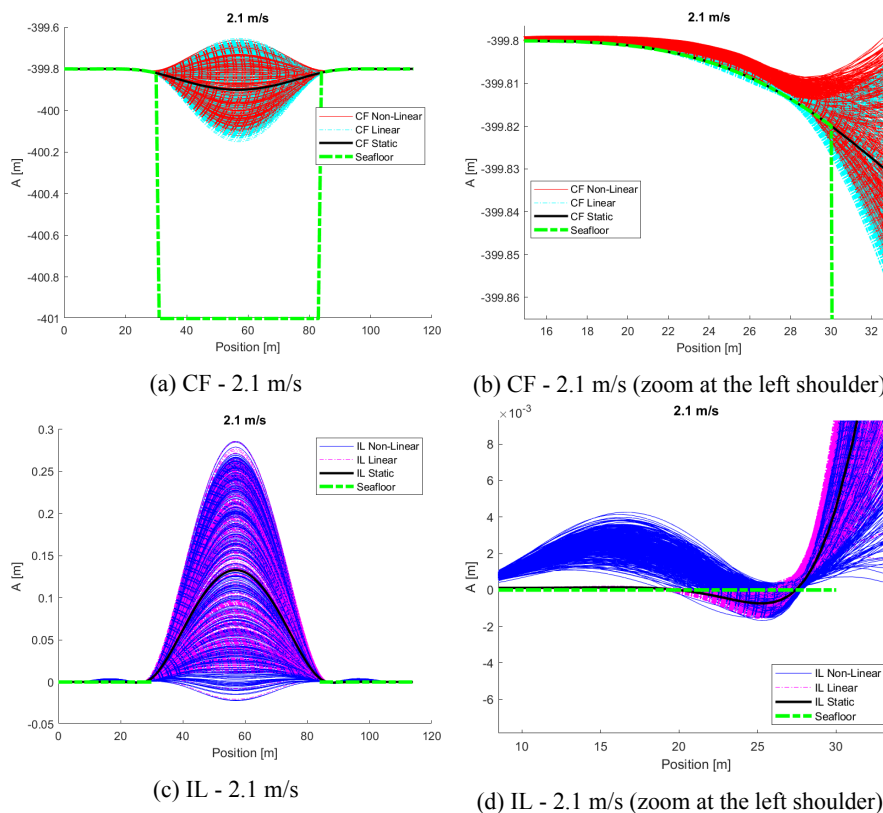 2.1 m/s
-399.6
-399.8
-400
-400.2
-400.4
-400.6
-400.8
-401
A [m]
CF Non-Linear
CF Linear
CF Static
Seafloor
0 20 40 60 80 100 120
Position [m]
(a) CF - 2.1 m/s
2.1 m/s
-399.8
-399.81
-399.82
-399.83
-399.84
-399.85
-399.86
A [m]
CF Non-Linear
CF Linear
CF Static
Seafloor
16 18 20 22 24 26 28 30 32
Position [m]
(b) CF - 2.1 m/s (zoom at the left shoulder)
2.1 m/s
0.3
0.25
0.2
0.15
0.1
0.05
0
-0.05
A [m]
IL Non-Linear
IL Linear
IL Static
Seafloor
0 20 40 60 80 100 120
Position [m]
(c) IL - 2.1 m/s
2.1 m/s
×10⁻³
8
6
4
2
0
-2
-4
-6
A [m]
IL Non-Linear
IL Linear
IL Static
Seafloor
10 15 20 25 30
Position [m]
(d) IL - 2.1 m/s (zoom at the left shoulder)